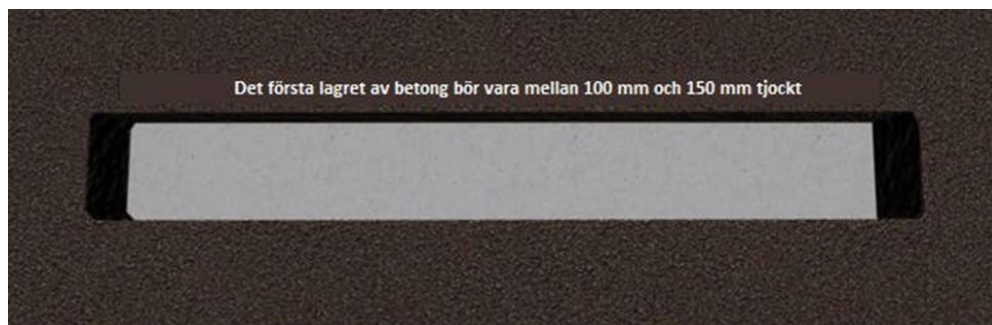 Det första lagret av betong bör vara mellan 100 mm och 150 mm tjockt